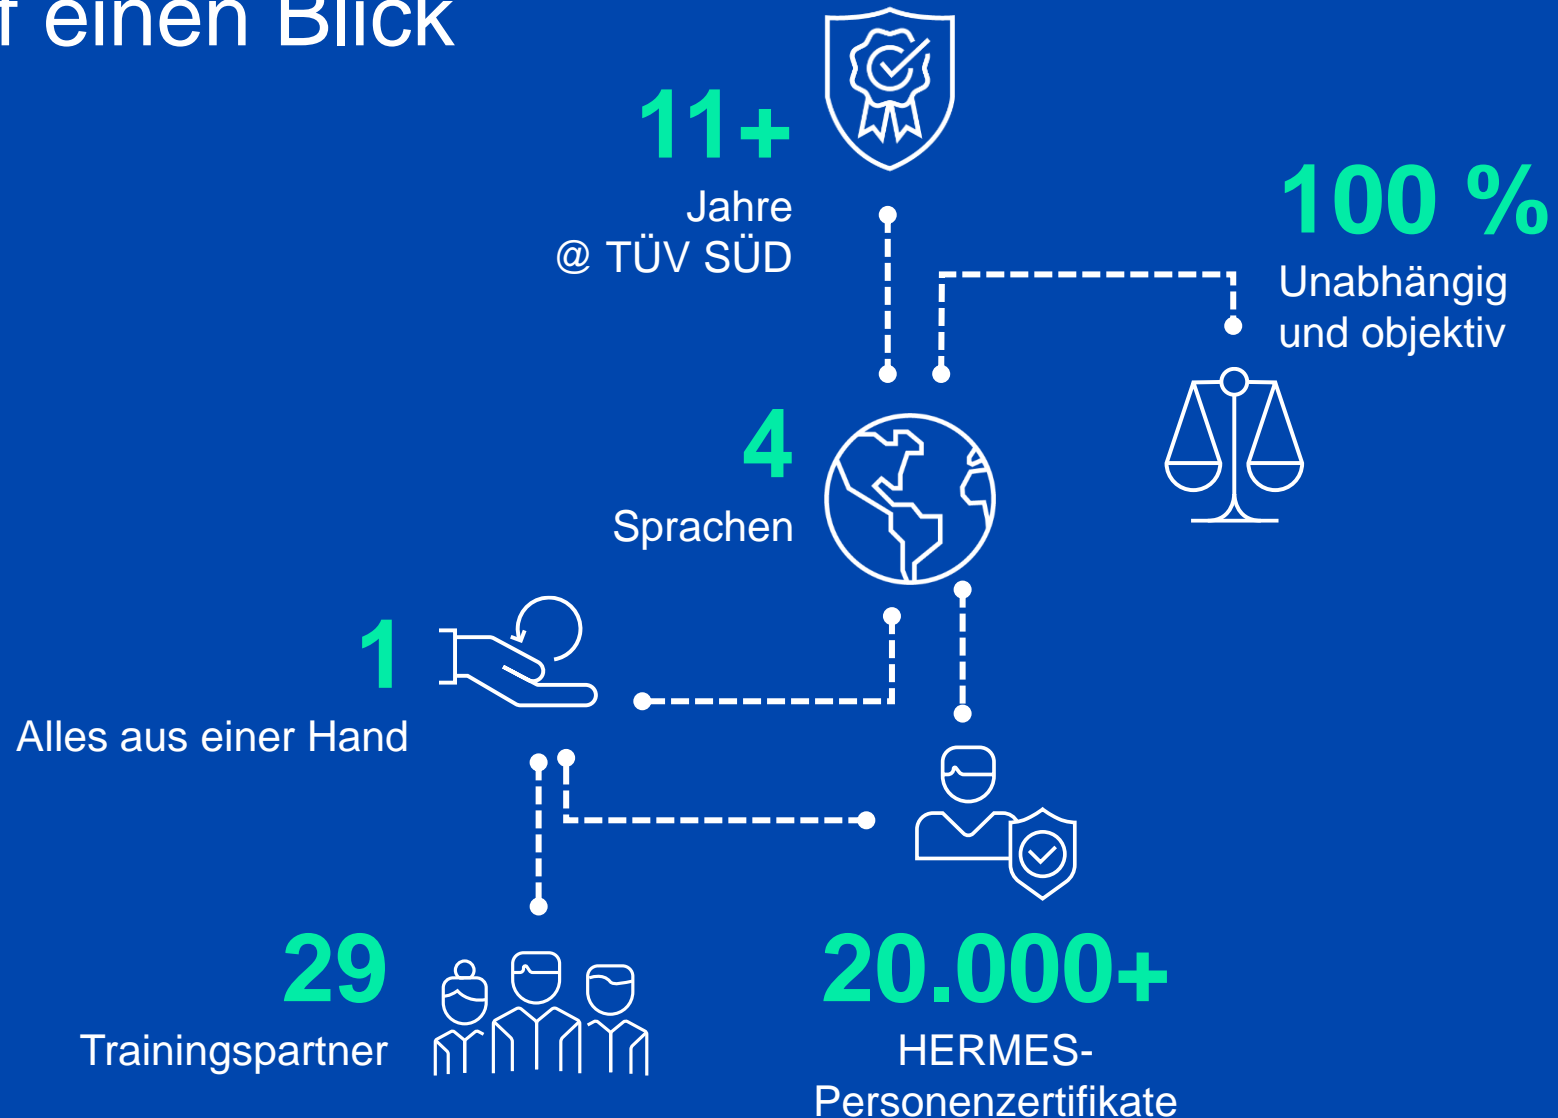 einen Blick
11+
Jahre
@ TÜV SÜD
100 %
Unabhängig
und objektiv
4
Sprachen
1
Alles aus einer Hand
29
Trainingspartner
20.000+
HERMES-
Personenzertifikate